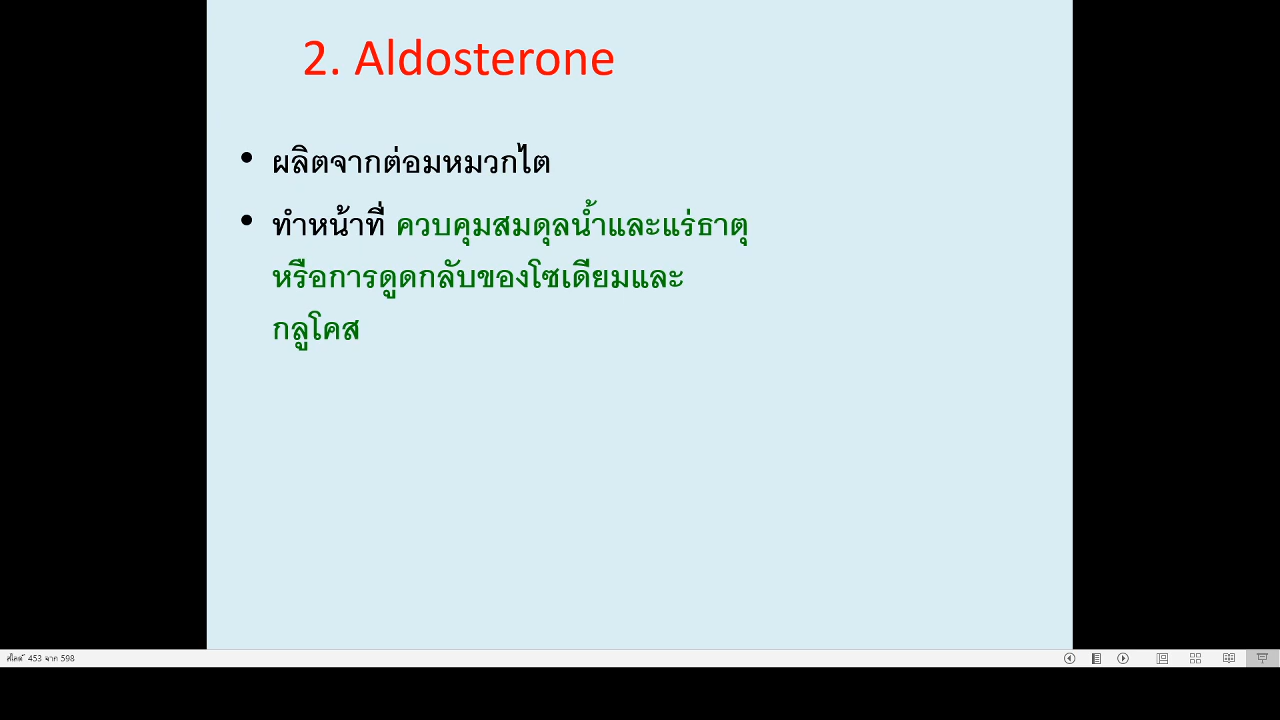 2. Aldosterone
• ผลิตจากต่อมหมวกไต
• ทำหน้าที่ ควบคุมสมดุลน้ำและแร่ธาตุ
หรือการดูดกลับของโซเดียมและ
กลูโคส
สไลด์ 453 จาก 598